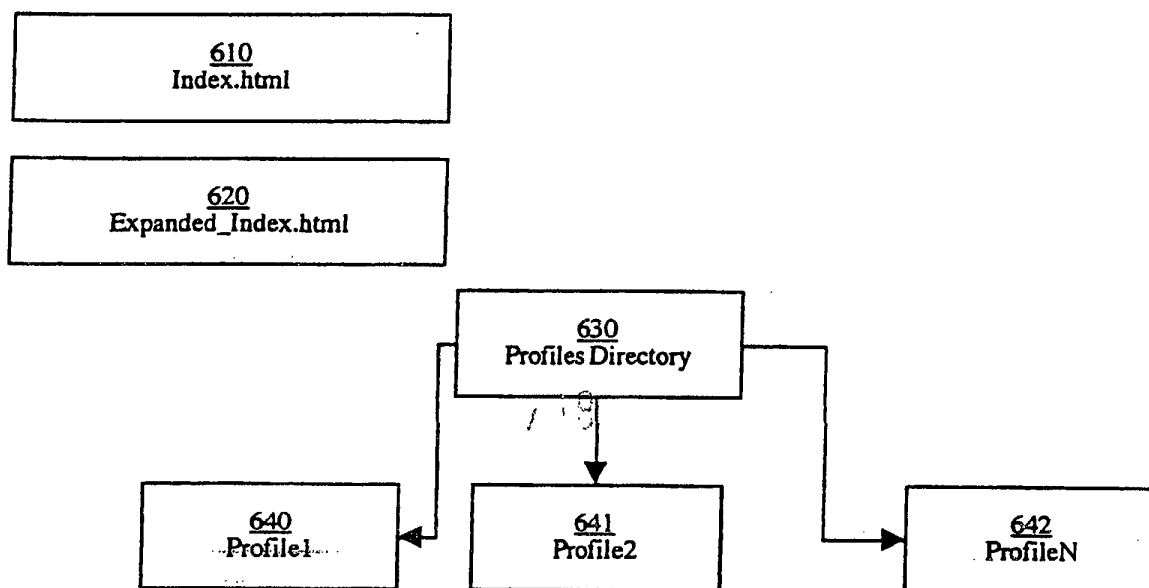 610
Index.html
620
Expanded_Index.html
630
Profiles Directory
640
Profile1
641
Profile2
642
ProfileN